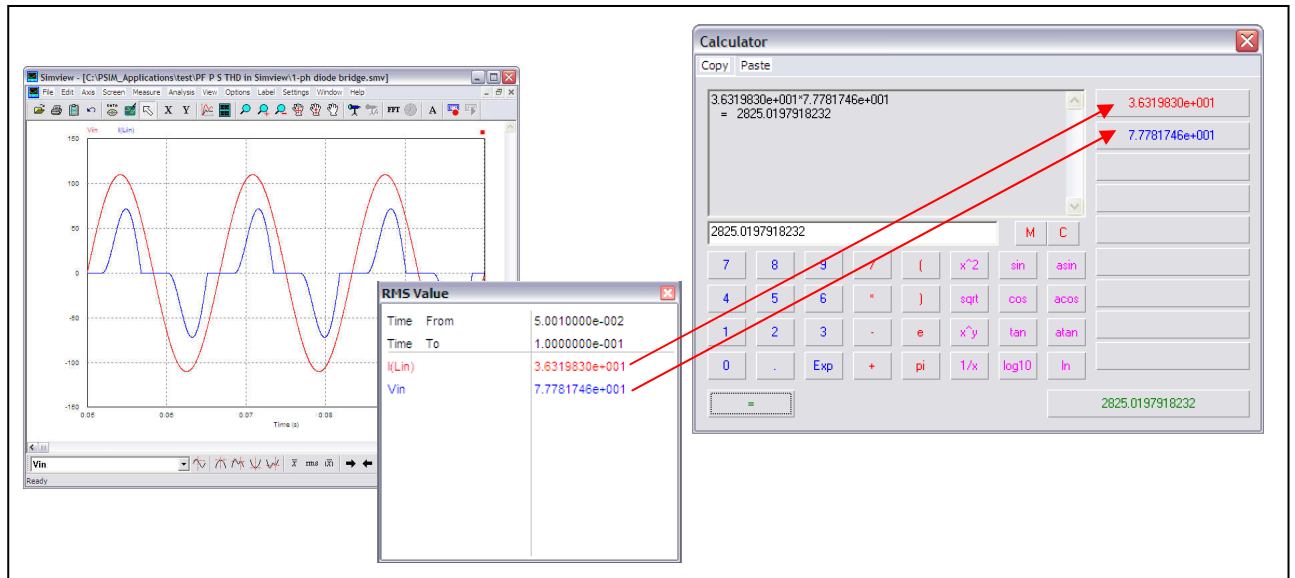 Simview - [C:\PSIM_Applications\test\PF P S THD in Simview\1-ph diode bridge.smv]
File Edit Axis Screen Measure Analysis View Options Label Settings Window Help
X Y FFT A
Vin I(Lin)
150
100
50
0
-50
-100
-150
0.05 0.06 0.07 0.08
Time (s)
Vin
x rms |x|
Ready
RMS Value
Time From 5.0010000e-002
Time To 1.0000000e-001
I(Lin) 3.6319830e+001
Vin 7.7781746e+001
Calculator
Copy Paste
3.6319830e+001*7.7781746e+001
= 2825.0197918232
3.6319830e+001
7.7781746e+001
2825.0197918232 M C
7 8 9 / ( x^2 sin asin
4 5 6 * ) sqrt cos acos
1 2 3 - e x^y tan atan
0 . Exp + pi 1/x log10 ln
= 2825.0197918232